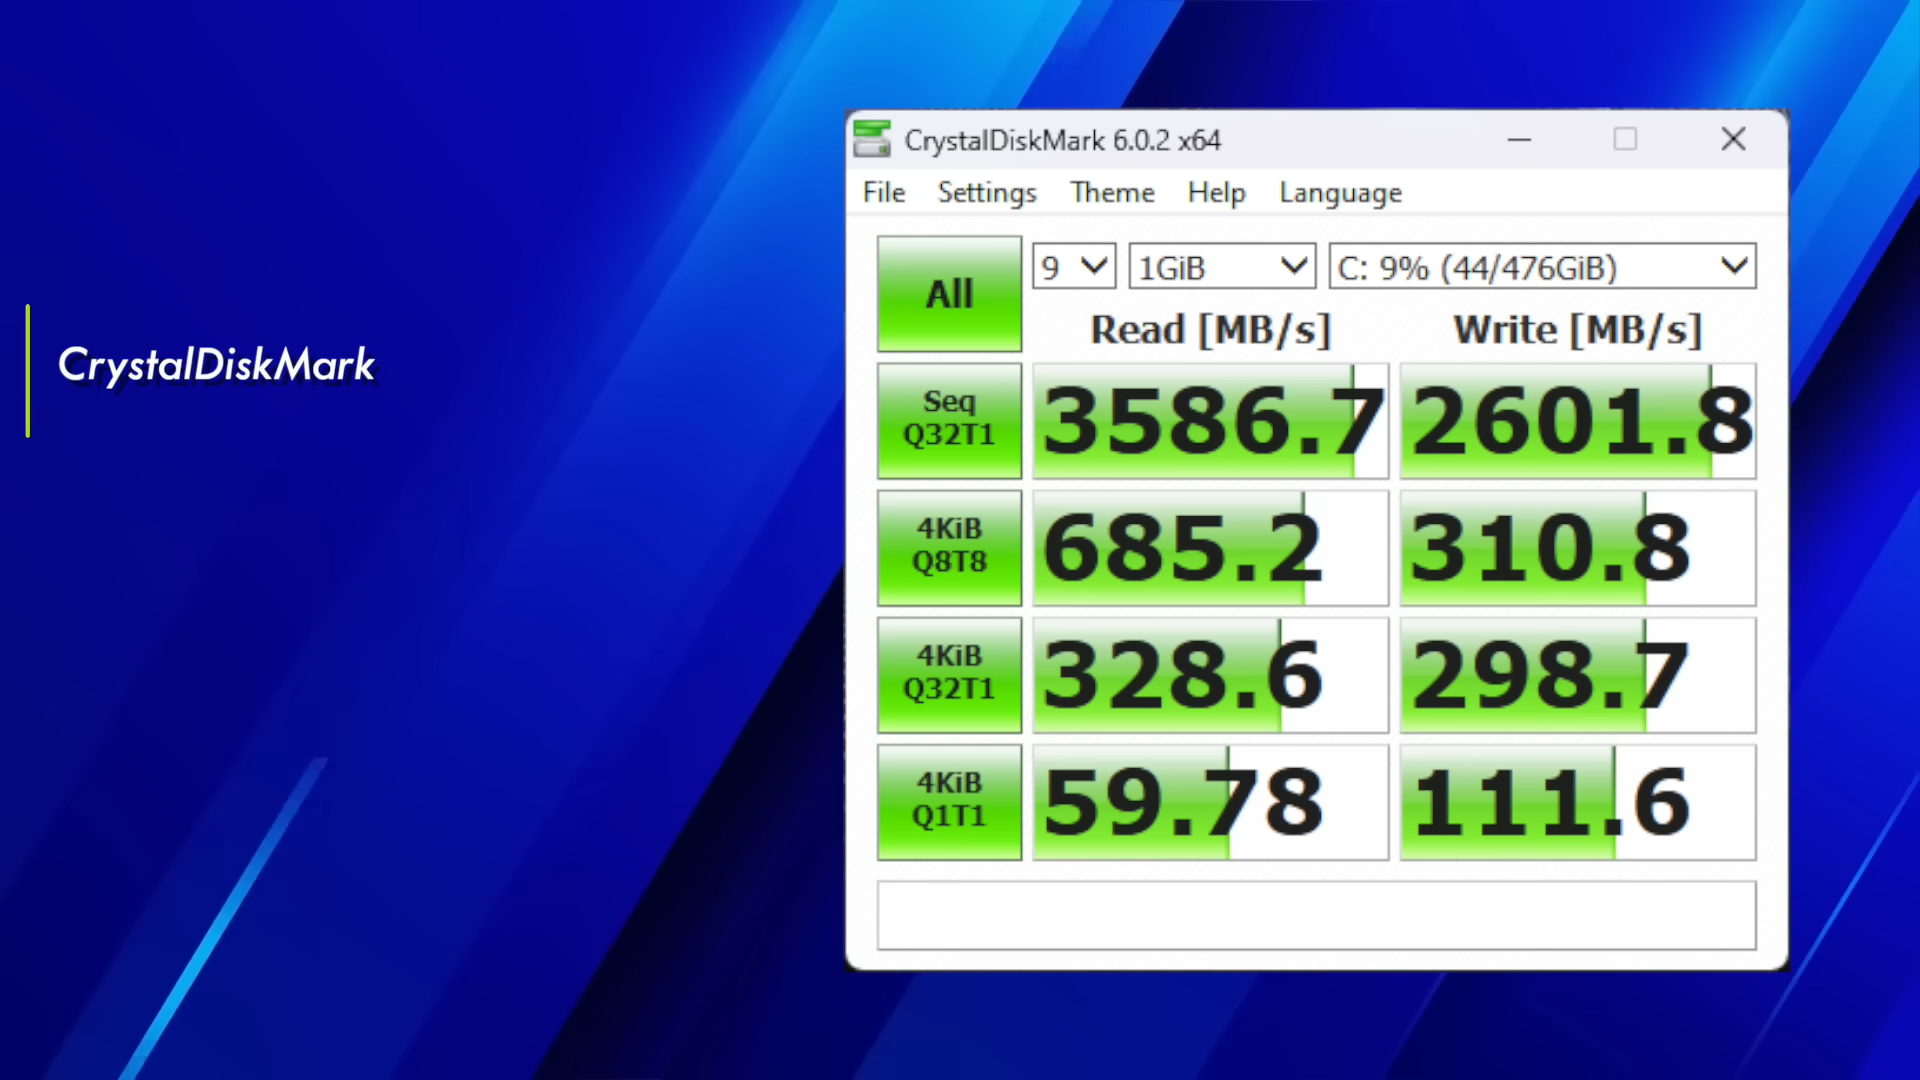 CrystalDiskMark
CrystalDiskMark 6.0.2 x64
File Settings Theme Help Language
All
9 1GiB C: 9% (44/476GiB)
Read [MB/s] Write [MB/s]
Seq
Q32T1
3586.7 2601.8
4KiB
Q8T8
685.2 310.8
4KiB
Q32T1
328.6 298.7
4KiB
Q1T1
59.78 111.6